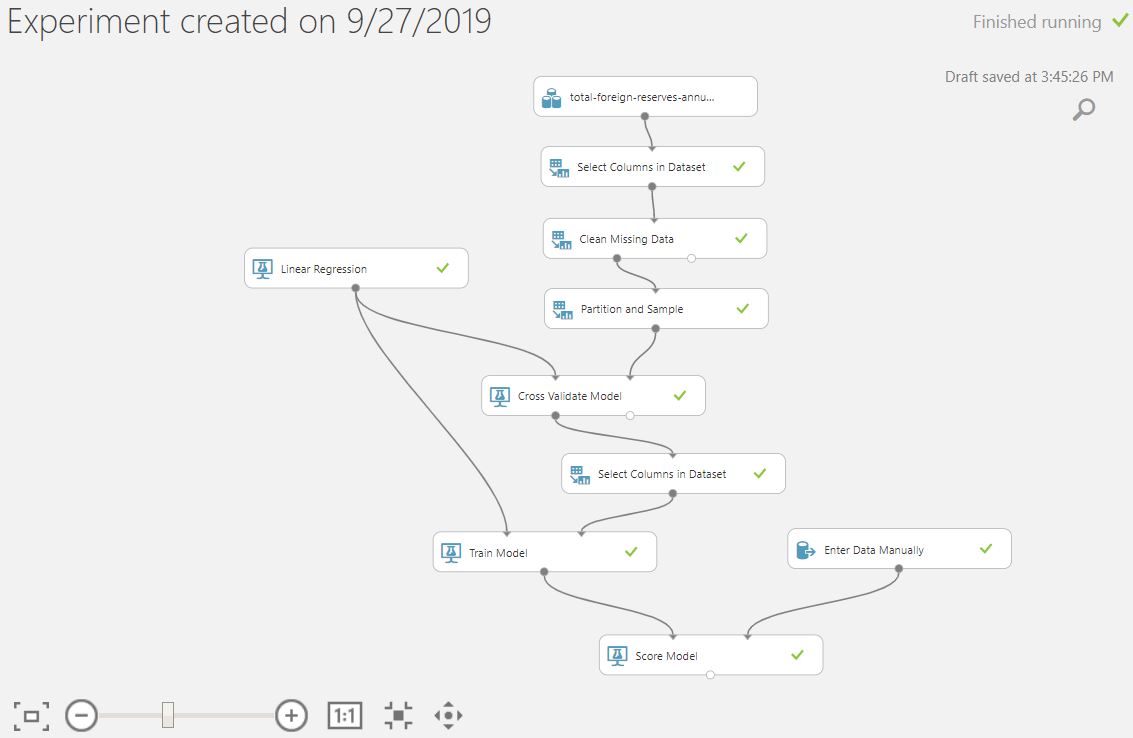 Experiment created on 9/27/2019
Finished running
Draft saved at 3:45:26 PM
total-foreign-reserves-annu...
Select Columns in Dataset
Clean Missing Data
Linear Regression
Partition and Sample
Cross Validate Model
Select Columns in Dataset
Train Model
Enter Data Manually
Score Model
1:1